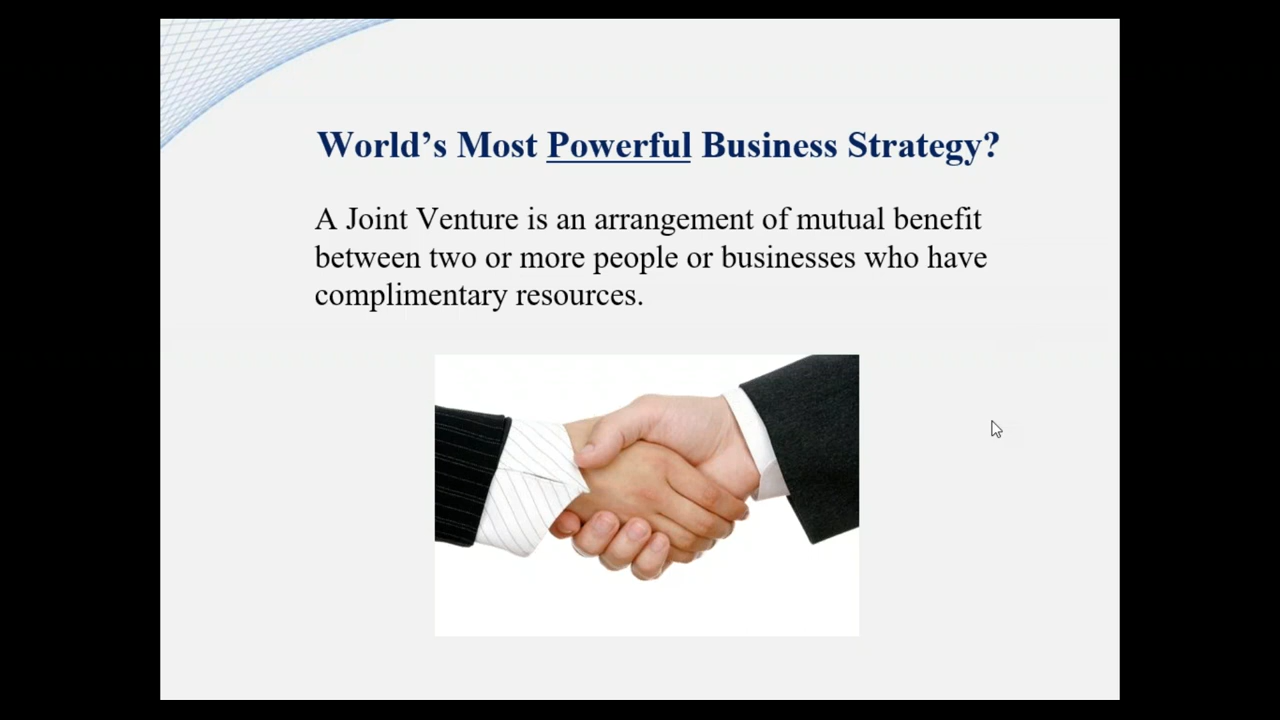 World’s Most Powerful Business Strategy?
A Joint Venture is an arrangement of mutual benefit
between two or more people or businesses who have
complimentary resources.